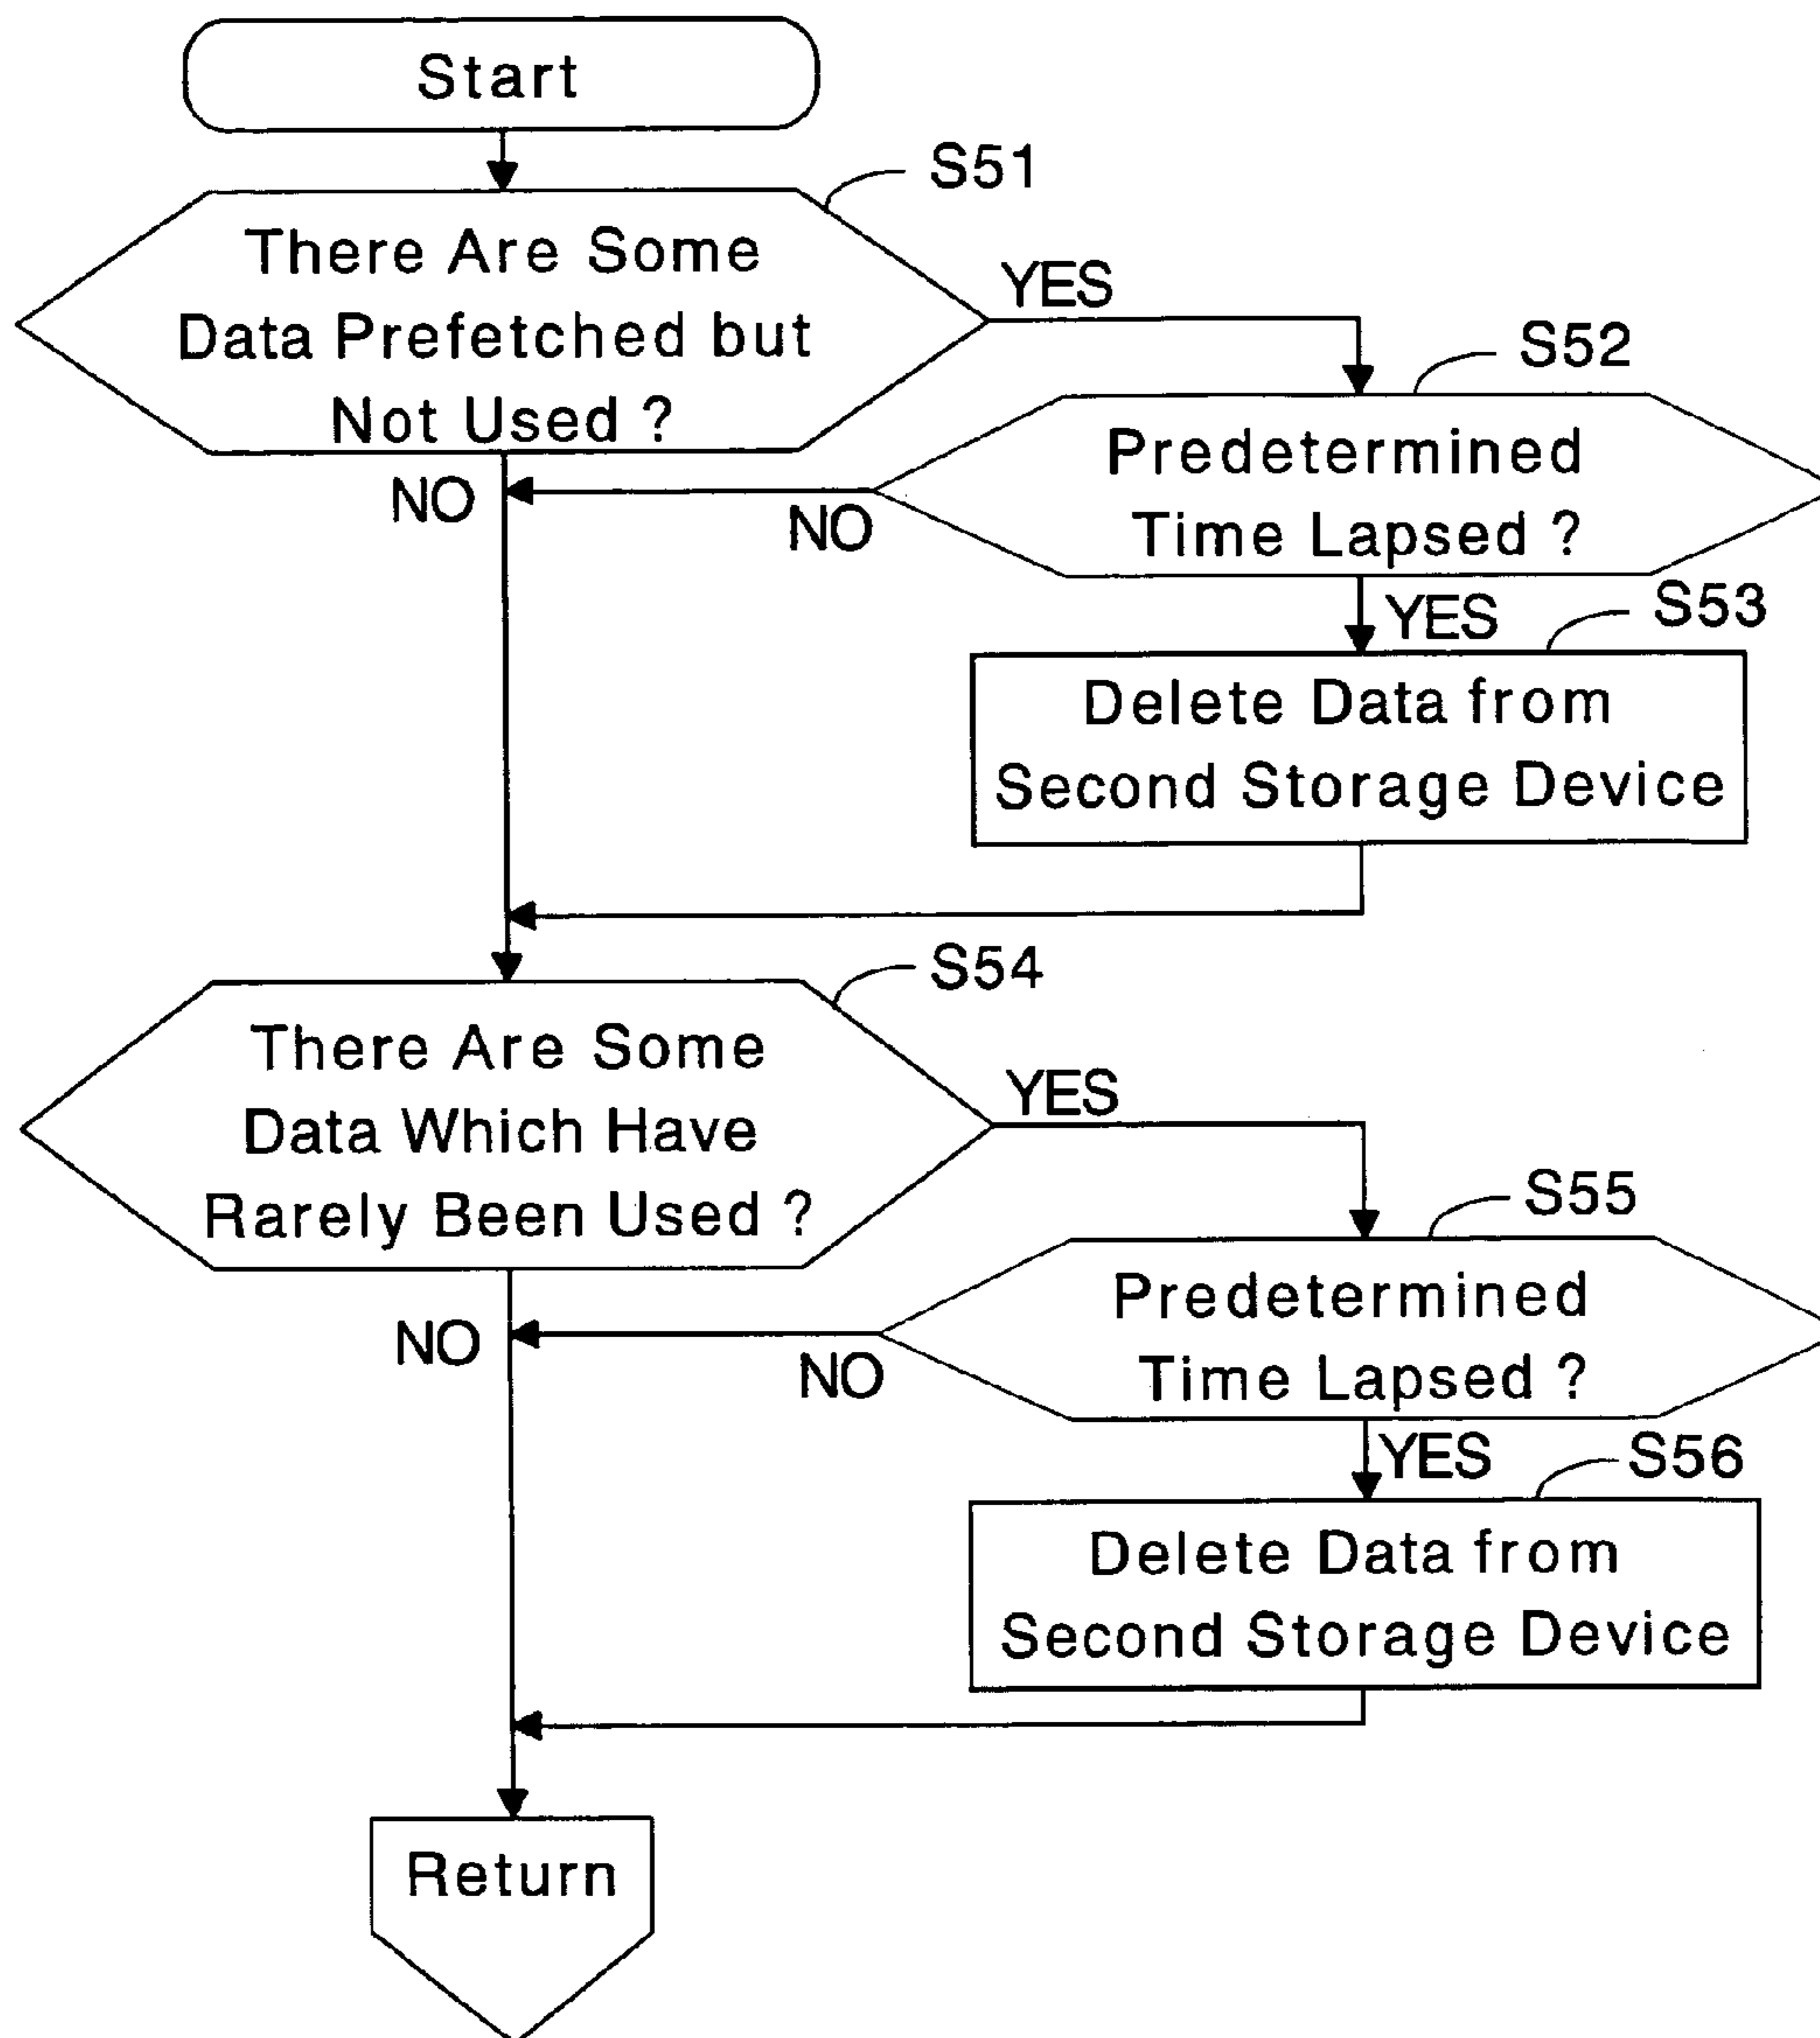 Start
S51
There Are Some
Data Prefetched but
Not Used ?
YES
NO
S52
Predetermined
Time Lapsed ?
NO
YES
S53
Delete Data from
Second Storage Device
S54
There Are Some
Data Which Have
Rarely Been Used ?
YES
NO
S55
Predetermined
Time Lapsed ?
NO
YES
S56
Delete Data from
Second Storage Device
Return